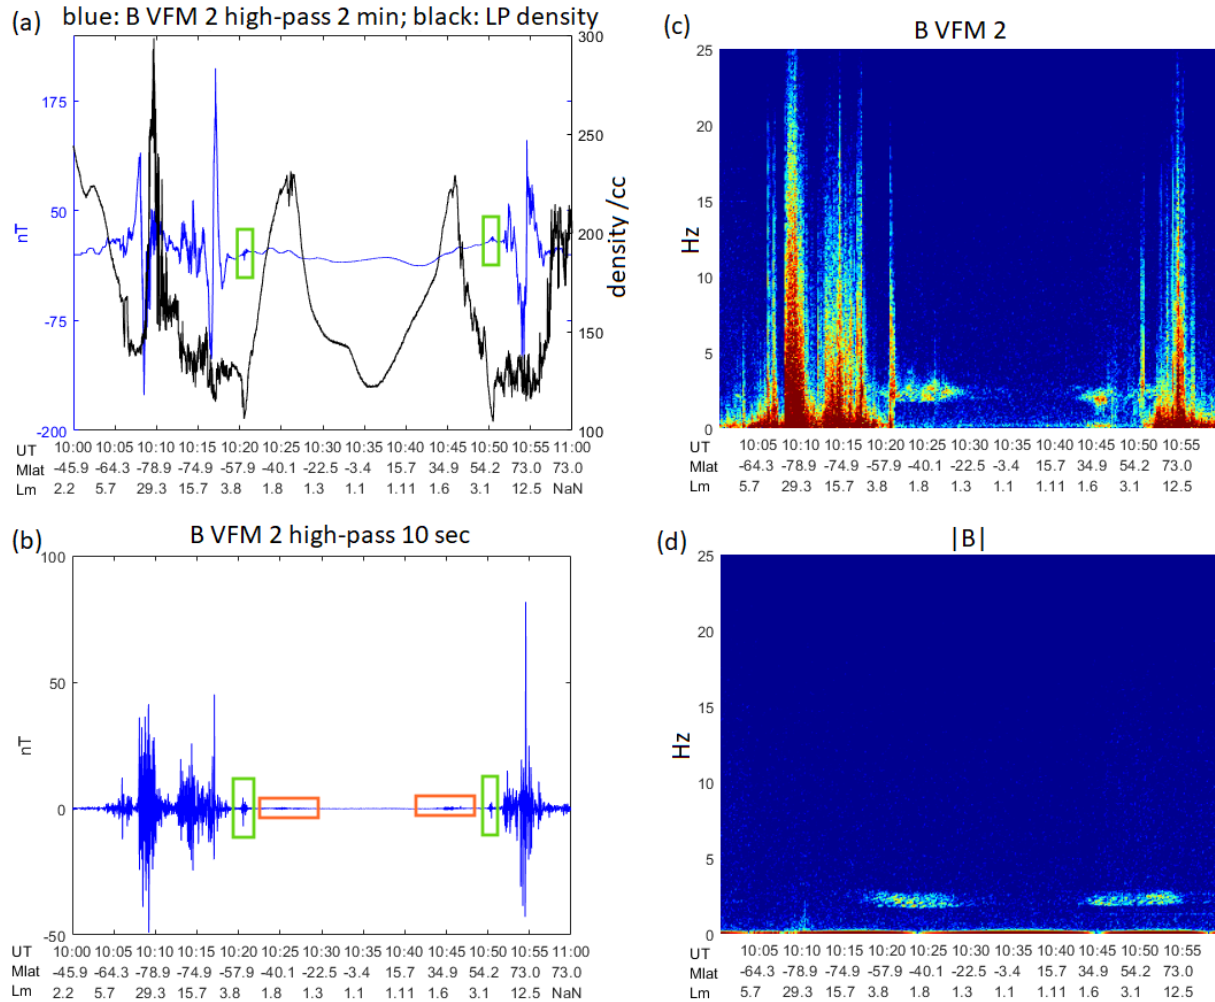 (a) blue: B VFM 2 high-pass 2 min; black: LP density
300
175
250
50
200
nT
density /cc
-75
150
-200
100
UT 10:00 10:05 10:10 10:15 10:20 10:25 10:30 10:35 10:40 10:45 10:50 10:55 11:00
Mlat -45.9 -64.3 -78.9 -74.9 -57.9 -40.1 -22.5 -3.4 15.7 34.9 54.2 73.0 73.0
Lm 2.2 5.7 29.3 15.7 3.8 1.8 1.3 1.1 1.11 1.6 3.1 12.5 NaN
(b) B VFM 2 high-pass 10 sec
100
50
nT
0
-50
UT 10:00 10:05 10:10 10:15 10:20 10:25 10:30 10:35 10:40 10:45 10:50 10:55 11:00
Mlat -45.9 -64.3 -78.9 -74.9 -57.9 -40.1 -22.5 -3.4 15.7 34.9 54.2 73.0 73.0
Lm 2.2 5.7 29.3 15.7 3.8 1.8 1.3 1.1 1.11 1.6 3.1 12.5 NaN
(c) B VFM 2
25
20
15
Hz
10
5
0
UT 10:05 10:10 10:15 10:20 10:25 10:30 10:35 10:40 10:45 10:50 10:55
Mlat -64.3 -78.9 -74.9 -57.9 -40.1 -22.5 -3.4 15.7 34.9 54.2 73.0
Lm 5.7 29.3 15.7 3.8 1.8 1.3 1.1 1.11 1.6 3.1 12.5
(d) |B|
25
20
15
Hz
10
5
0
UT 10:05 10:10 10:15 10:20 10:25 10:30 10:35 10:40 10:45 10:50 10:55
Mlat -64.3 -78.9 -74.9 -57.9 -40.1 -22.5 -3.4 15.7 34.9 54.2 73.0
Lm 5.7 29.3 15.7 3.8 1.8 1.3 1.1 1.11 1.6 3.1 12.5